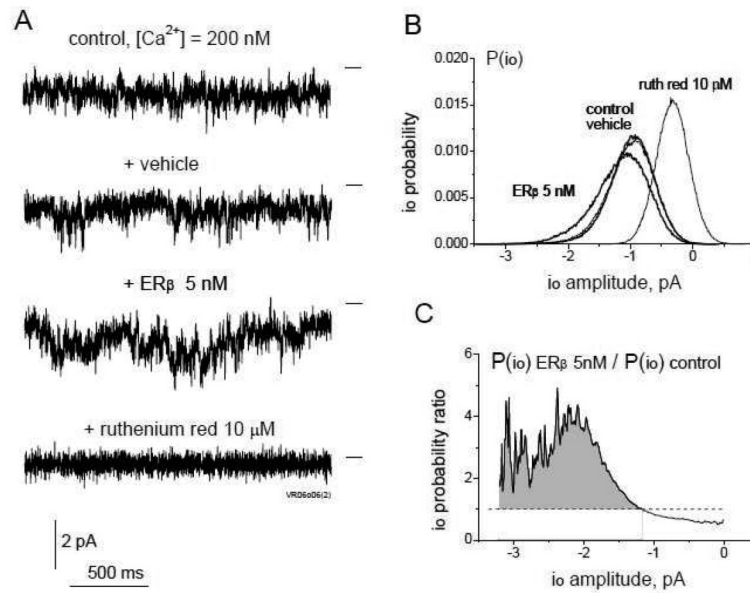 A
control, [Ca²⁺] = 200 nM
+ vehicle
+ ERβ 5 nM
+ ruthenium red 10 µM
VR06o06(2)
2 pA
500 ms
B
P(io)
0.020
0.015
0.010
0.005
0.000
io probability
ruth red 10 µM
control
vehicle
ERβ 5 nM
-3 -2 -1 0
io amplitude, pA
C
P(io) ERβ 5nM / P(io) control
6
4
2
0
io probability ratio
-3 -2 -1 0
io amplitude, pA